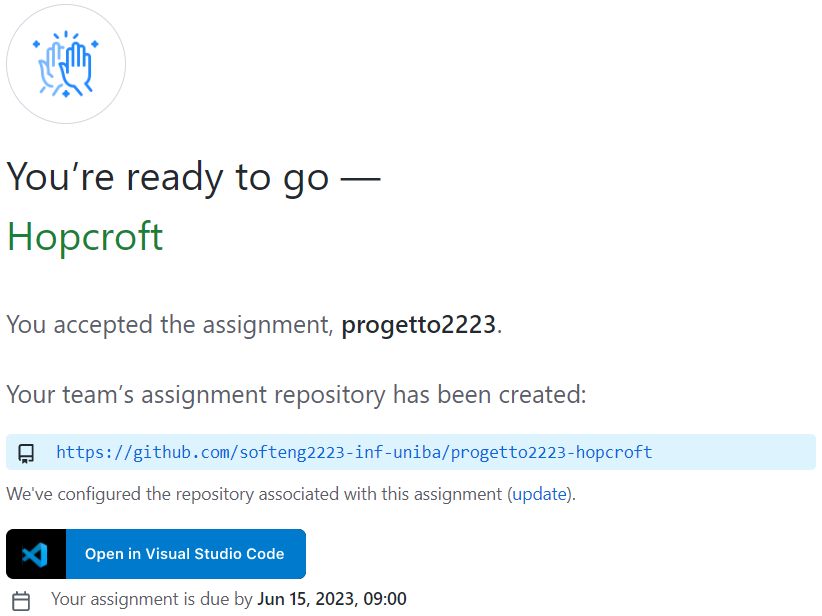 You're ready to go —
Hopcroft
You accepted the assignment, progetto2223.
Your team's assignment repository has been created:
https://github.com/softeng2223-inf-uniba/progetto2223-hopcroft
We've configured the repository associated with this assignment (update).
Open in Visual Studio Code
Your assignment is due by Jun 15, 2023, 09:00